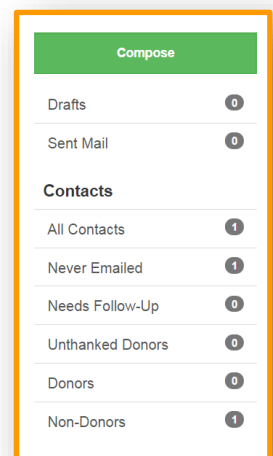 Compose
Drafts 0
Sent Mail 0
Contacts
All Contacts 1
Never Emailed 1
Needs Follow-Up 0
Unthanked Donors 0
Donors 0
Non-Donors 1